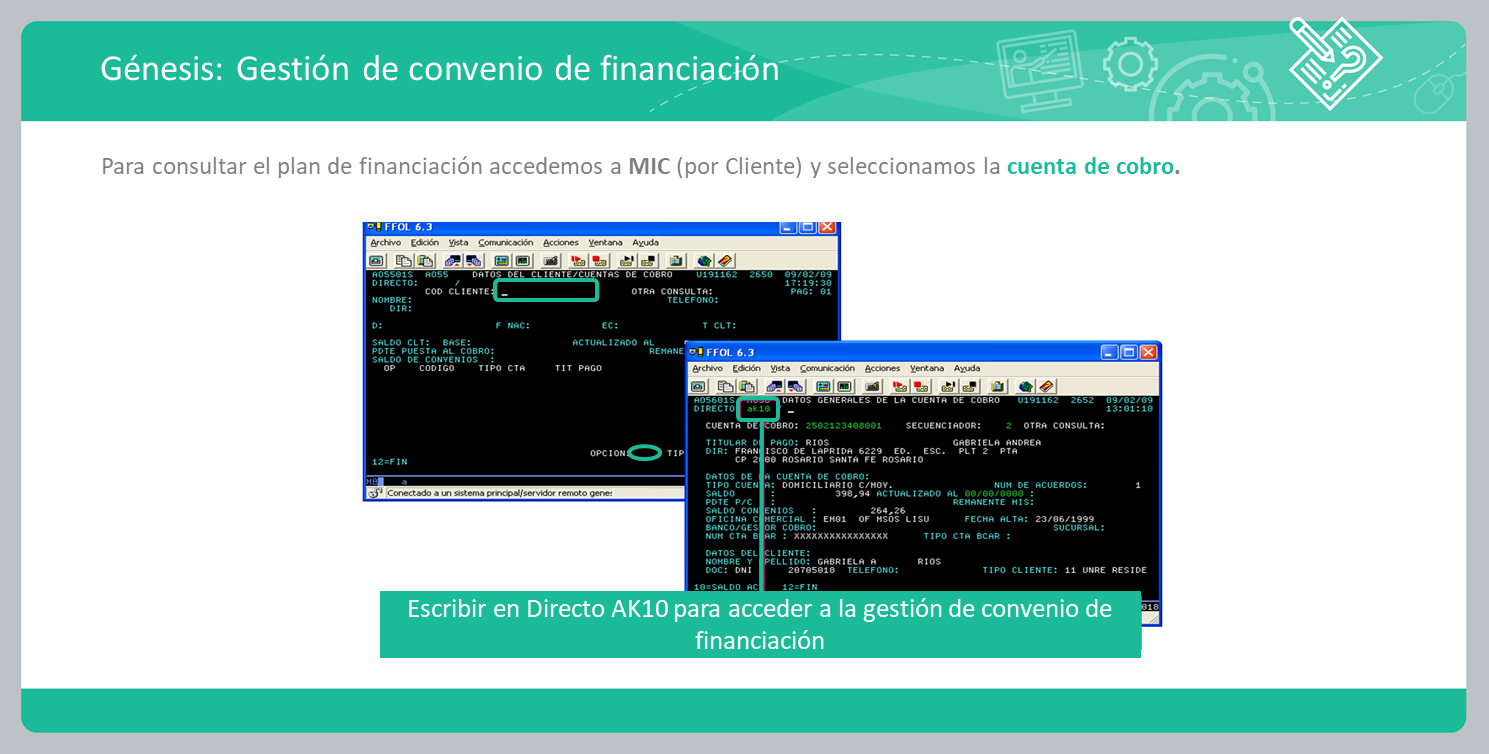 Génesis: Gestión de convenio de financiación
Para consultar el plan de financiación accedemos a MIC (por Cliente) y seleccionamos la cuenta de cobro.
FFOL 6.3
Archivo Edición Vista Comunicación Acciones Ventana Ayuda
AO5501S AO55 DATOS DEL CLIENTE/CUENTAS DE COBRO U191162 2650 09/02/09
DIRECTO: / 17:19:30
COD CLIENTE: _ OTRA CONSULTA: PAG: 01
NOMBRE: TELEFONO:
DIR:
D: F NAC: EC: T CLT:
SALDO CLT: BASE: ACTUALIZADO AL
PDTE PUESTA AL COBRO: REMANE
SALDO DE CONVENIOS :
OP CODIGO TIPO CTA TIT PAGO
OPCION: TIP
12=FIN
a
Conectado a un sistema principal/servidor remoto gene:
FFOL 6.3
Archivo Edición Vista Comunicación Acciones Ventana Ayuda
AO5601S DATOS GENERALES DE LA CUENTA DE COBRO U191162 2652 09/02/09
DIRECTO ak10 _ 13:01:10
CUENTA DE COBRO: 2502123408001 SECUENCIADOR: 2 OTRA CONSULTA:
TITULAR DE PAGO: RIOS GABRIELA ANDREA
DIR: FRANCISCO DE LAPRIDA 6229 ED. ESC. PLT 2 PTA
CP 2000 ROSARIO SANTA FE ROSARIO
DATOS DE LA CUENTA DE COBRO:
TIPO CUENTA: DOMICILIARIO C/MOY. NUM DE ACUERDOS: 1
SALDO : 398,94 ACTUALIZADO AL 00/00/0000 :
PDTE P/C : REMANENTE HIS:
SALDO CONVENIOS : 264,26
OFICINA COMERCIAL : EM01 OF MSOS LISU FECHA ALTA: 23/06/1999
BANCO/GESTOR COBRO: SUCURSAL:
NUM CTA BCAR : XXXXXXXXXXXXXXXX TIPO CTA BCAR :
DATOS DEL CLIENTE:
NOMBRE Y APELLIDO: GABRIELA A RIOS
DOC: DNI 20705018 TELEFONO: TIPO CLIENTE: 11 UNRE RESIDE
10=SALDO AC 12=FIN
018
Escribir en Directo AK10 para acceder a la gestión de convenio de
financiación